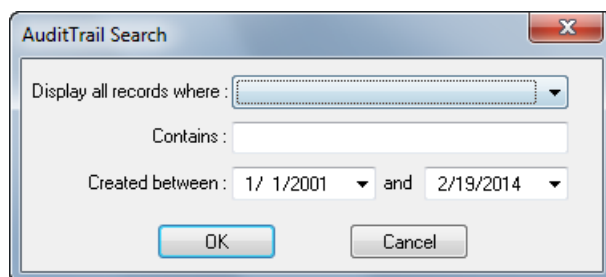 AuditTrail Search
Display all records where :
Contains :
Created between : 1/ 1/2001 and 2/19/2014
OK Cancel